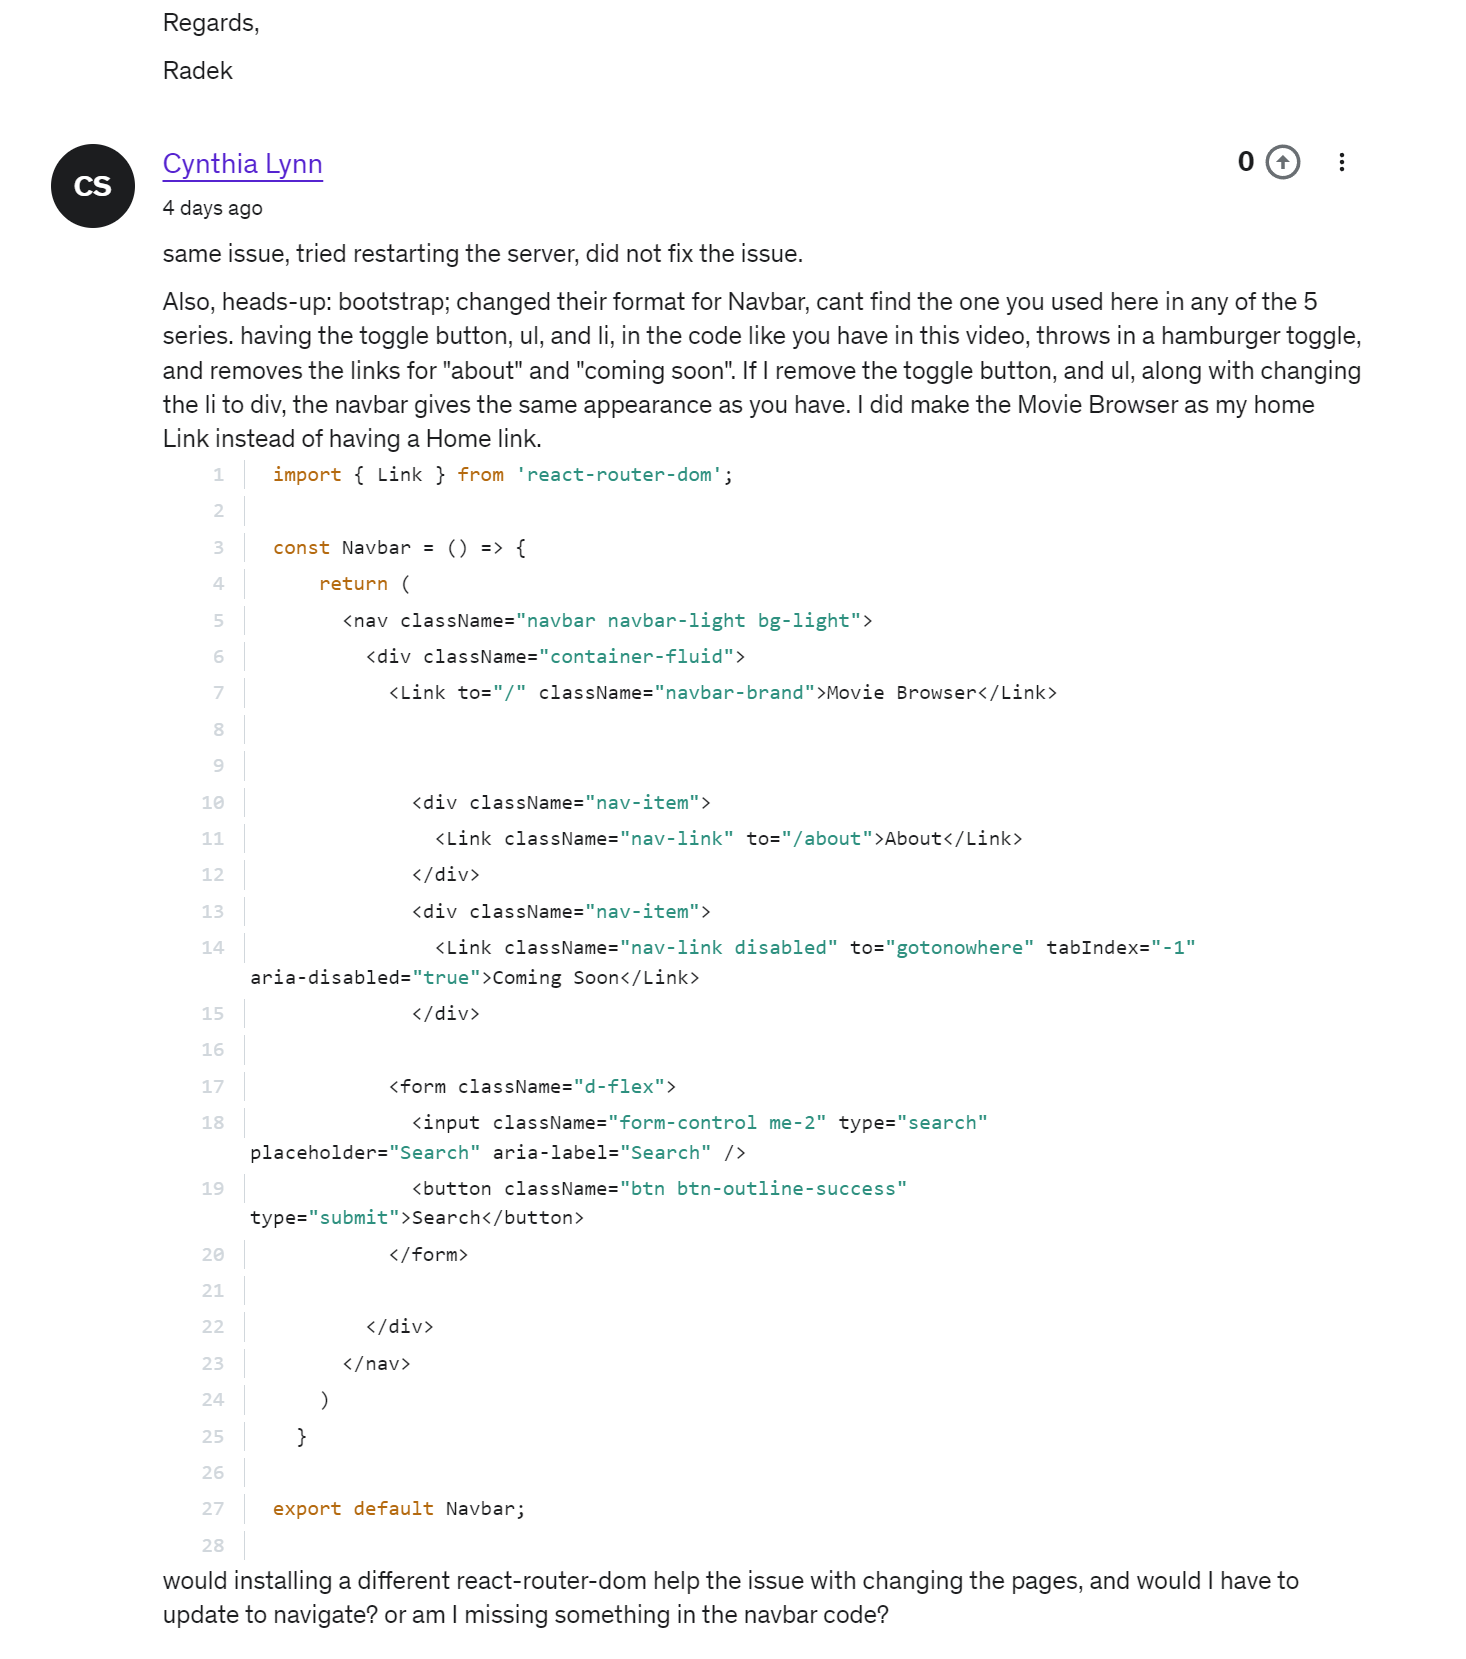 Regards,
Radek
CS
Cynthia Lynn
0
4 days ago
same issue, tried restarting the server, did not fix the issue.
Also, heads-up: bootstrap; changed their format for Navbar, cant find the one you used here in any of the 5
series. having the toggle button, ul, and li, in the code like you have in this video, throws in a hamburger toggle,
and removes the links for "about" and "coming soon". If I remove the toggle button, and ul, along with changing
the li to div, the navbar gives the same appearance as you have. I did make the Movie Browser as my home
Link instead of having a Home link.
1 import { Link } from 'react-router-dom';
2
3 const Navbar = () => {
4     return (
5       <nav className="navbar navbar-light bg-light">
6         <div className="container-fluid">
7           <Link to="/" className="navbar-brand">Movie Browser</Link>
8
9
10             <div className="nav-item">
11               <Link className="nav-link" to="/about">About</Link>
12             </div>
13             <div className="nav-item">
14               <Link className="nav-link disabled" to="gotonowhere" tabIndex="-1"
aria-disabled="true">Coming Soon</Link>
15             </div>
16
17           <form className="d-flex">
18             <input className="form-control me-2" type="search"
placeholder="Search" aria-label="Search" />
19             <button className="btn btn-outline-success"
type="submit">Search</button>
20           </form>
21
22         </div>
23       </nav>
24     )
25   }
26
27 export default Navbar;
28
would installing a different react-router-dom help the issue with changing the pages, and would I have to
update to navigate? or am I missing something in the navbar code?